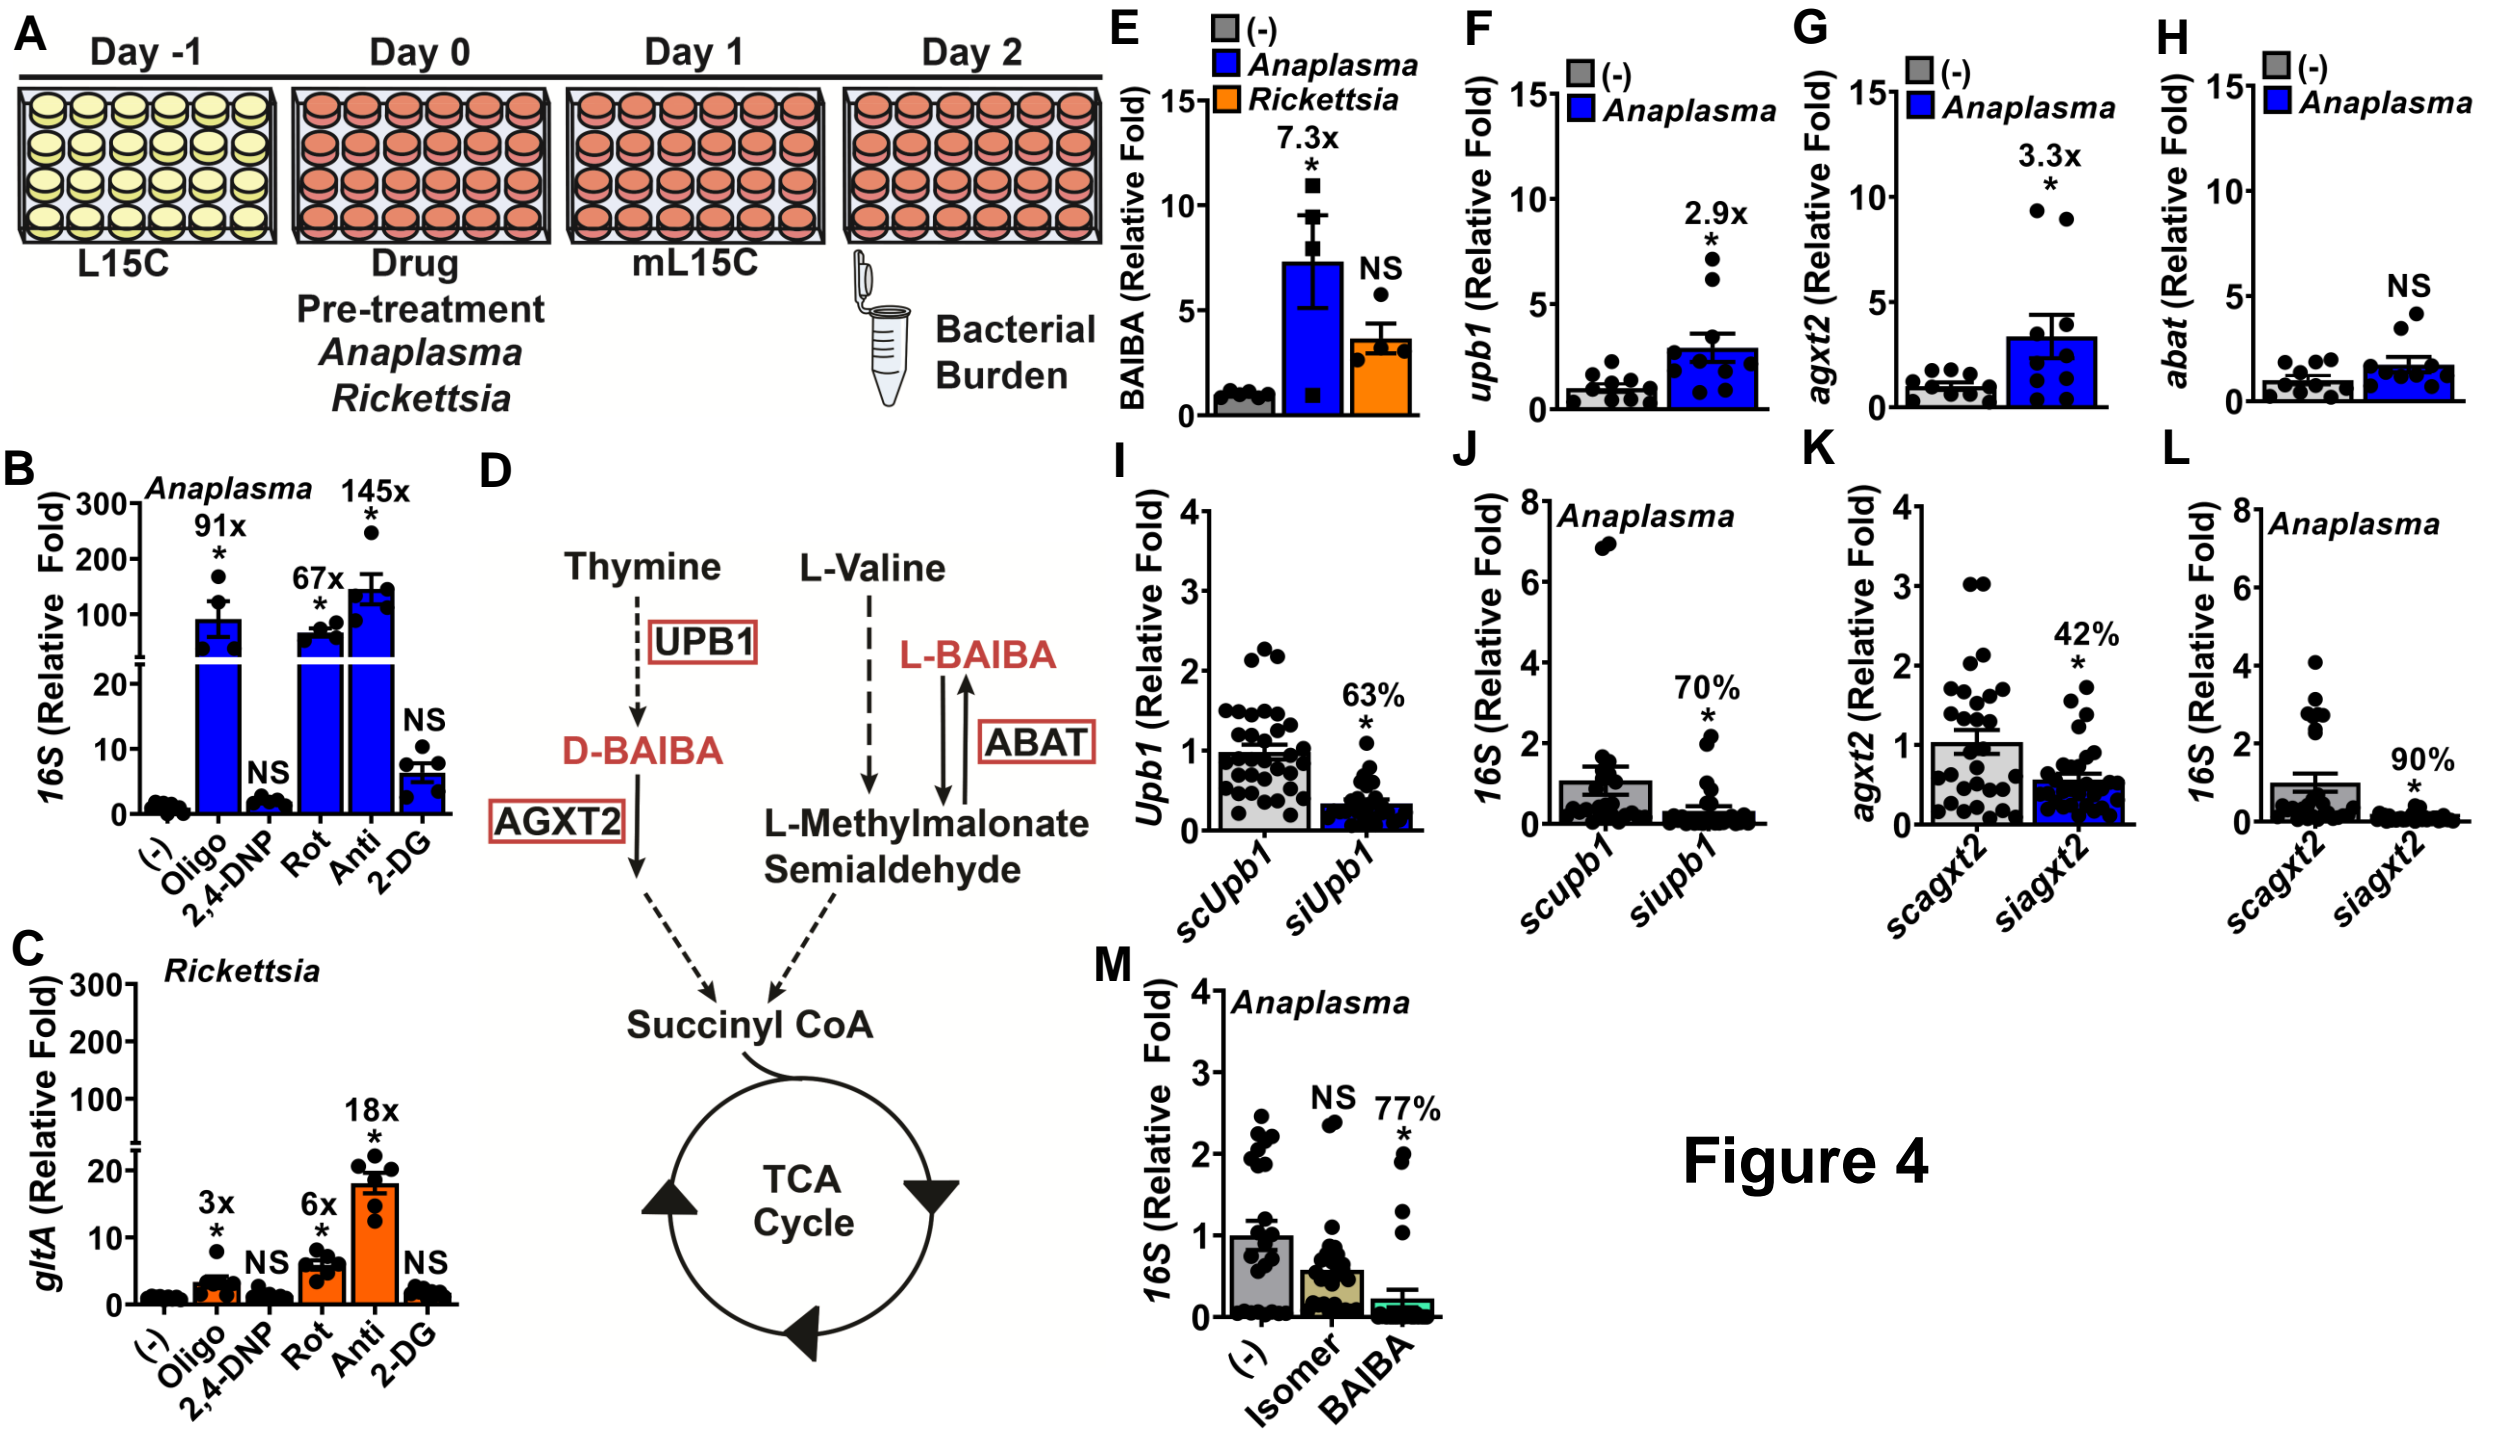 A
Day -1
Day 0
Day 1
Day 2
L15C
Drug
Pre-treatment
Anaplasma
Rickettsia
mL15C
Bacterial
Burden
B
Anaplasma
16S (Relative Fold)
300
200
100
20
10
0
91x
*
NS
67x
*
145x
*
NS
(-)
Oligo
2,4-DNP
Rot
Anti
2-DG
C
Rickettsia
gltA (Relative Fold)
300
200
100
20
10
0
3x
*
NS
6x
*
18x
*
NS
(-)
Oligo
2,4-DNP
Rot
Anti
2-DG
D
Thymine
L-Valine
UPB1
L-BAIBA
D-BAIBA
ABAT
AGXT2
L-Methylmalonate
Semialdehyde
Succinyl CoA
TCA
Cycle
E
(-)
Anaplasma
Rickettsia
BAIBA (Relative Fold)
15
10
5
0
7.3x
*
NS
F
(-)
Anaplasma
upb1 (Relative Fold)
15
10
5
0
2.9x
*
G
(-)
Anaplasma
agxt2 (Relative Fold)
15
10
5
0
3.3x
*
H
(-)
Anaplasma
abat (Relative Fold)
15
10
5
0
NS
I
Upb1 (Relative Fold)
4
3
2
1
0
63%
*
scUpb1
siUpb1
J
Anaplasma
16S (Relative Fold)
8
6
4
2
0
70%
*
scupb1
siupb1
K
agxt2 (Relative Fold)
4
3
2
1
0
42%
*
scagxt2
siagxt2
L
Anaplasma
16S (Relative Fold)
8
6
4
2
0
90%
*
scagxt2
siagxt2
M
Anaplasma
16S (Relative Fold)
4
3
2
1
0
NS
77%
*
(-)
Isomer
BAIBA
Figure 4